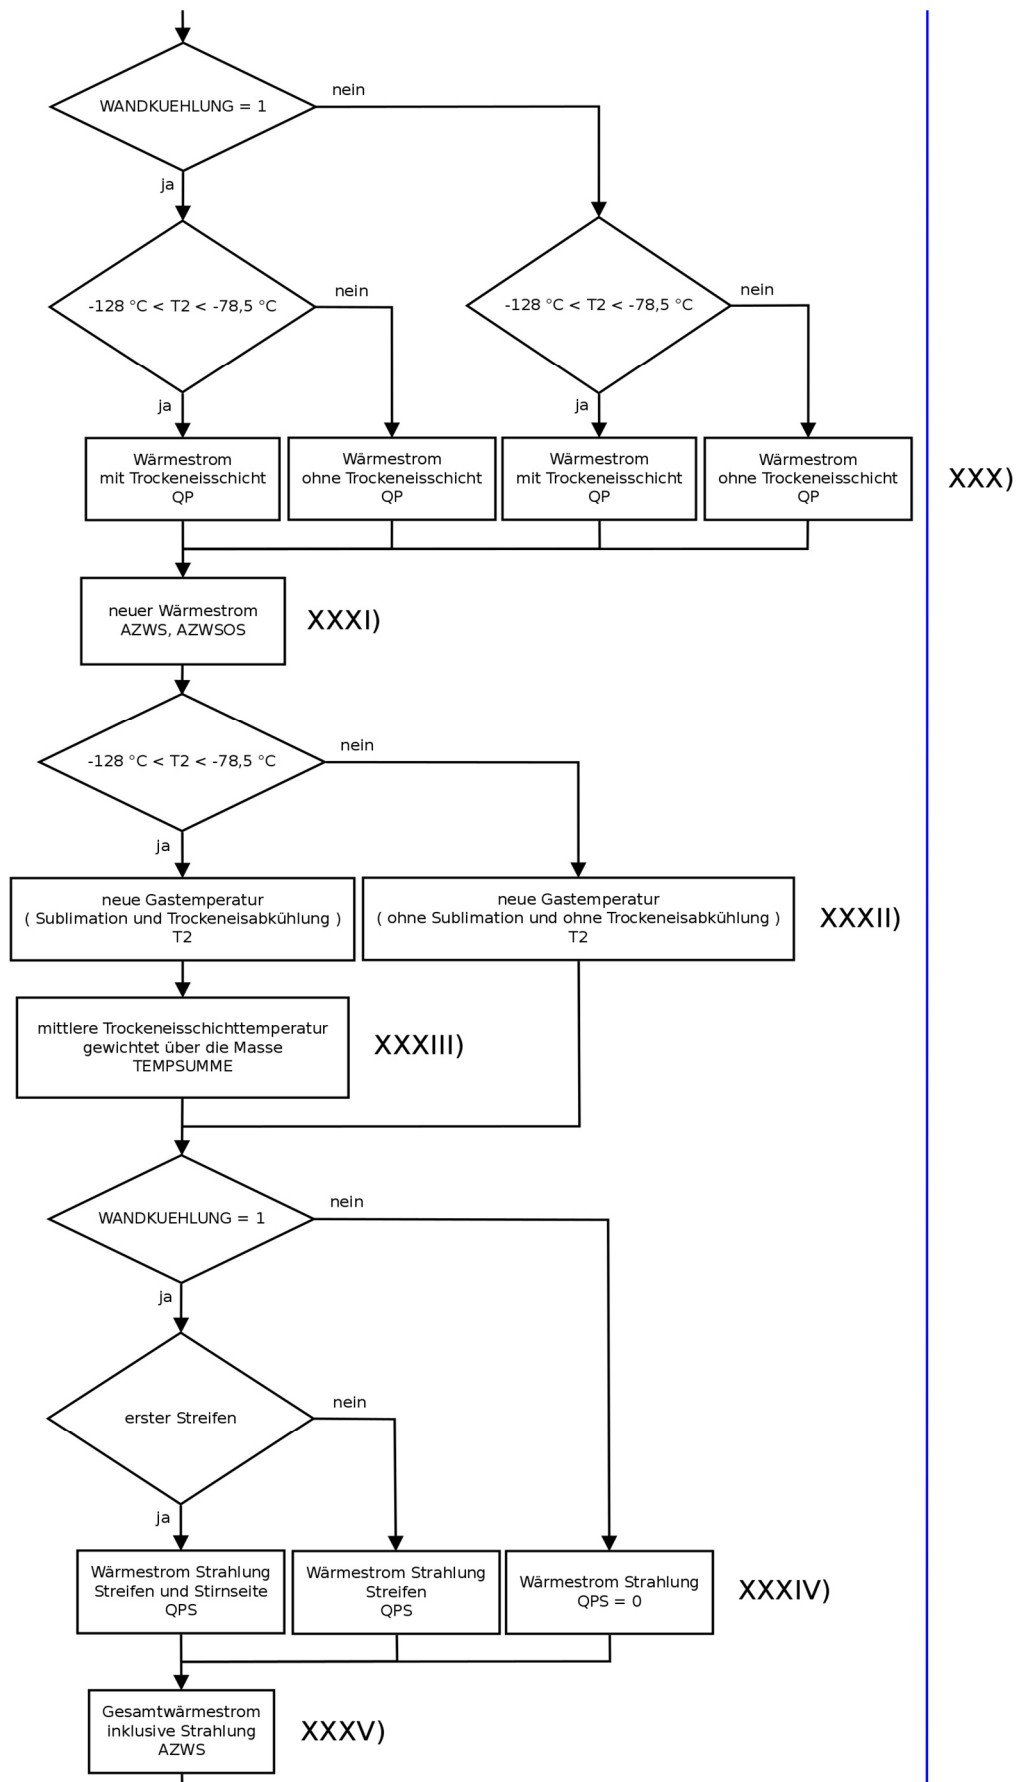 WANDKUEHLUNG = 1
nein
ja
-128 °C < T2 < -78,5 °C
nein
-128 °C < T2 < -78,5 °C
nein
ja
ja
Wärmestrom
mit Trockeneisschicht
QP
Wärmestrom
ohne Trockeneisschicht
QP
Wärmestrom
mit Trockeneisschicht
QP
Wärmestrom
ohne Trockeneisschicht
QP
XXX)
neuer Wärmestrom
AZWS, AZWSOS
XXXI)
-128 °C < T2 < -78,5 °C
nein
ja
neue Gastemperatur
( Sublimation und Trockeneisabkühlung )
T2
neue Gastemperatur
( ohne Sublimation und ohne Trockeneisabkühlung )
T2
XXXII)
mittlere Trockeneisschichttemperatur
gewichtet über die Masse
TEMPSUMME
XXXIII)
WANDKUEHLUNG = 1
nein
ja
erster Streifen
nein
ja
Wärmestrom Strahlung
Streifen und Stirnseite
QPS
Wärmestrom Strahlung
Streifen
QPS
Wärmestrom Strahlung
QPS = 0
XXXIV)
Gesamtwärmestrom
inklusive Strahlung
AZWS
XXXV)